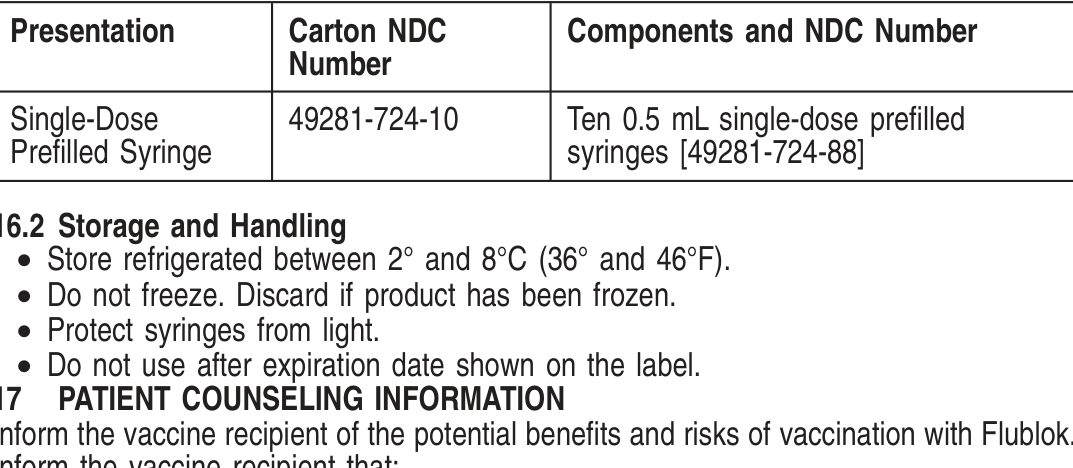 Presentation
Carton NDC
Number
Components and NDC Number
Single-Dose
Prefilled Syringe
49281-724-10
Ten 0.5 mL single-dose prefilled
syringes [49281-724-88]
16.2 Storage and Handling
• Store refrigerated between 2° and 8°C (36° and 46°F).
• Do not freeze. Discard if product has been frozen.
• Protect syringes from light.
• Do not use after expiration date shown on the label.
17 PATIENT COUNSELING INFORMATION
nform the vaccine recipient of the potential benefits and risks of vaccination with Flublok.
nform the vaccine recipient that: